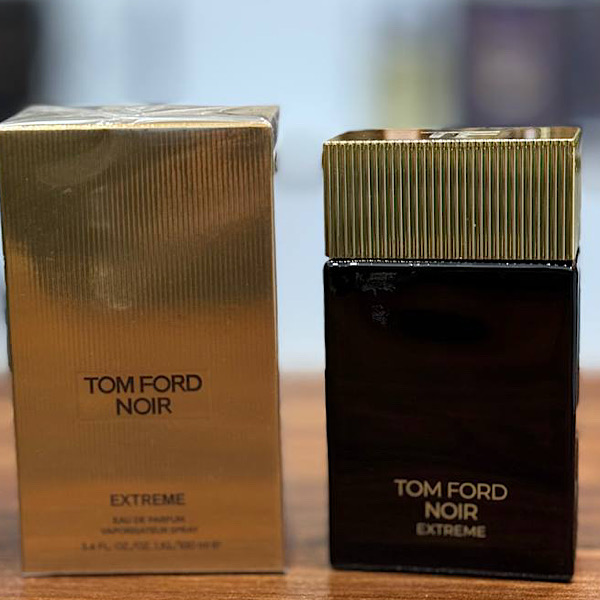 TOM FORD
NOIR
EXTREME
EAU DE PARFUM
VAPORISATEUR SPRAY
TOM FORD
NOIR
EXTREME